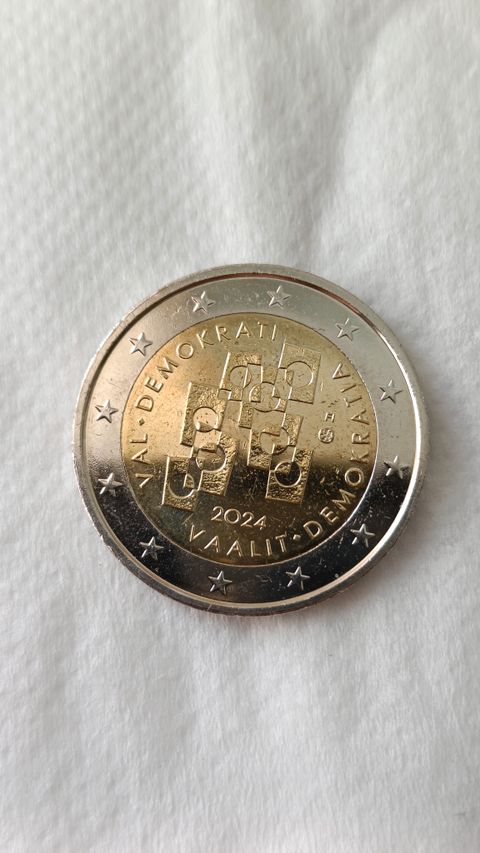 VAL · DEMOKRATI
2024
VAALIT · DEMOKRATIA